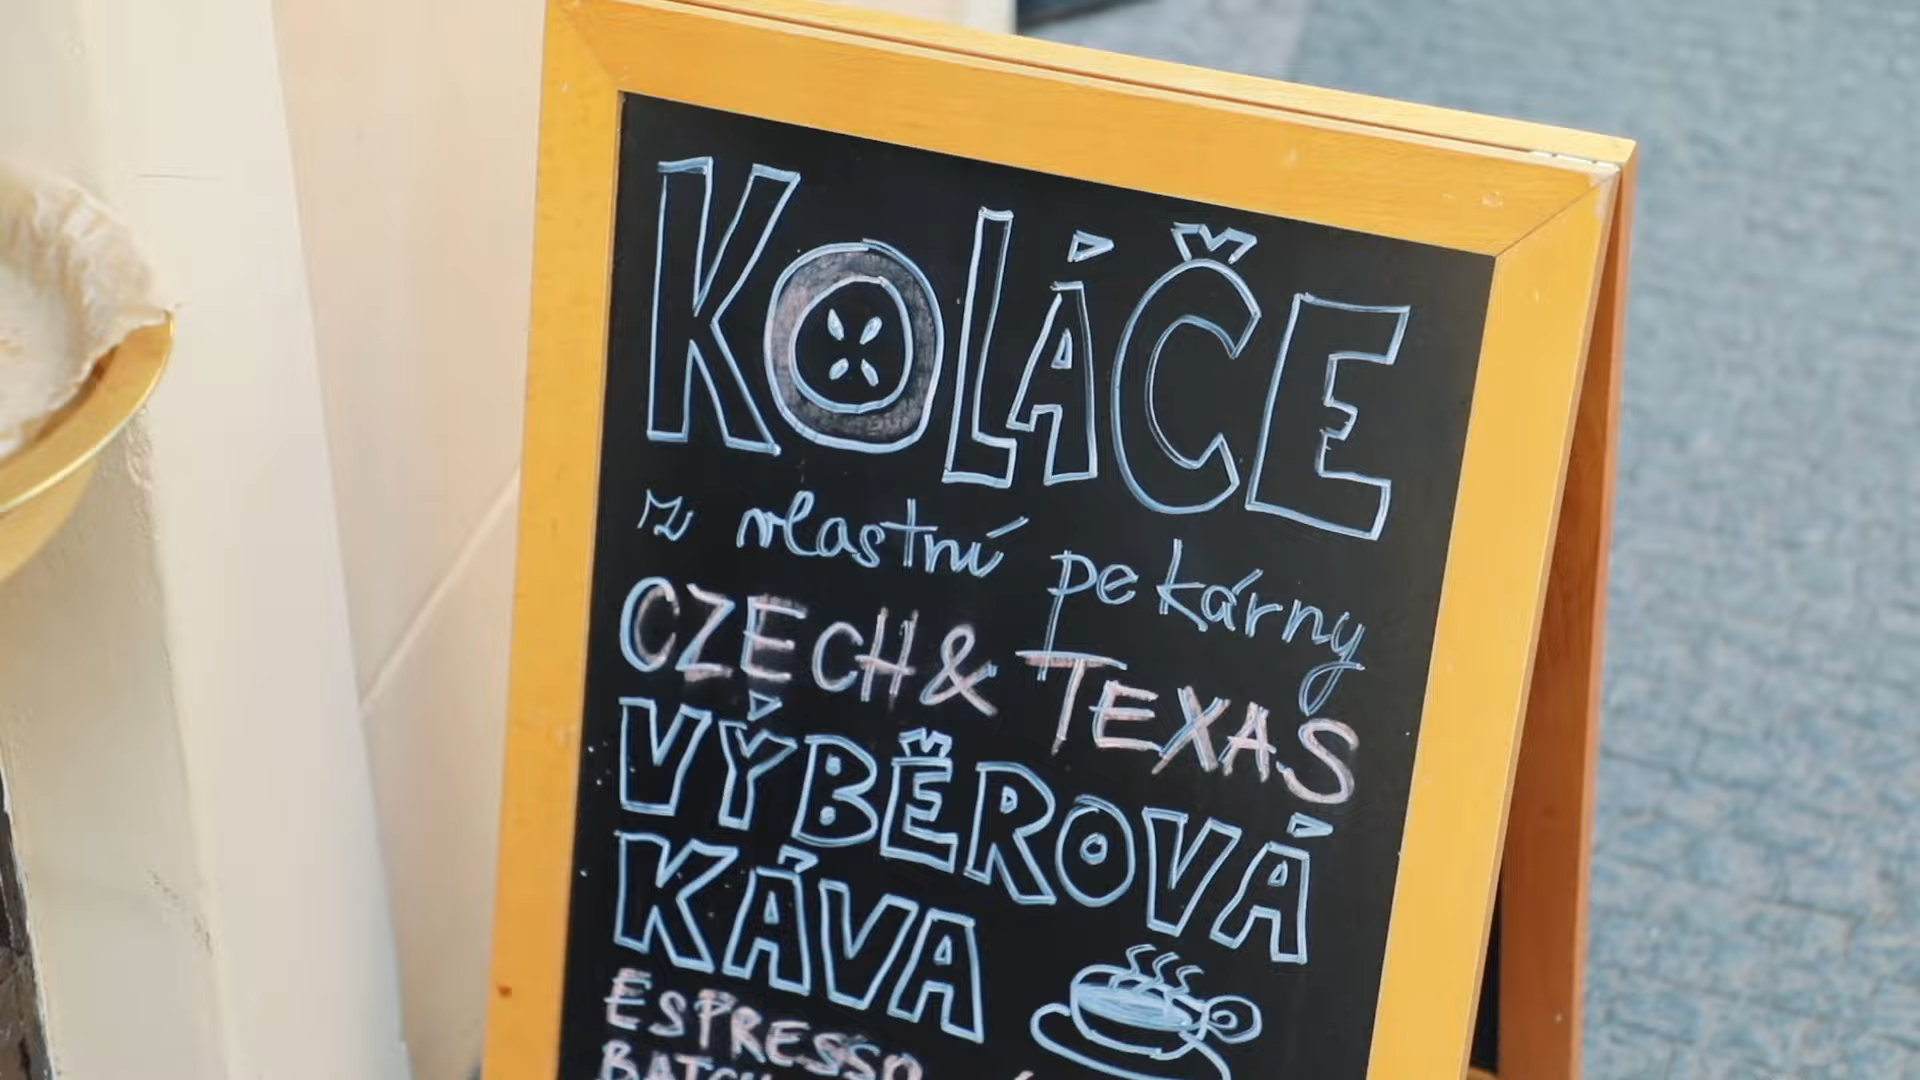 KOLÁČE
z vlastní pekárny
CZECH & TEXAS
VÝBĚROVÁ
KÁVA
ESPRESSO